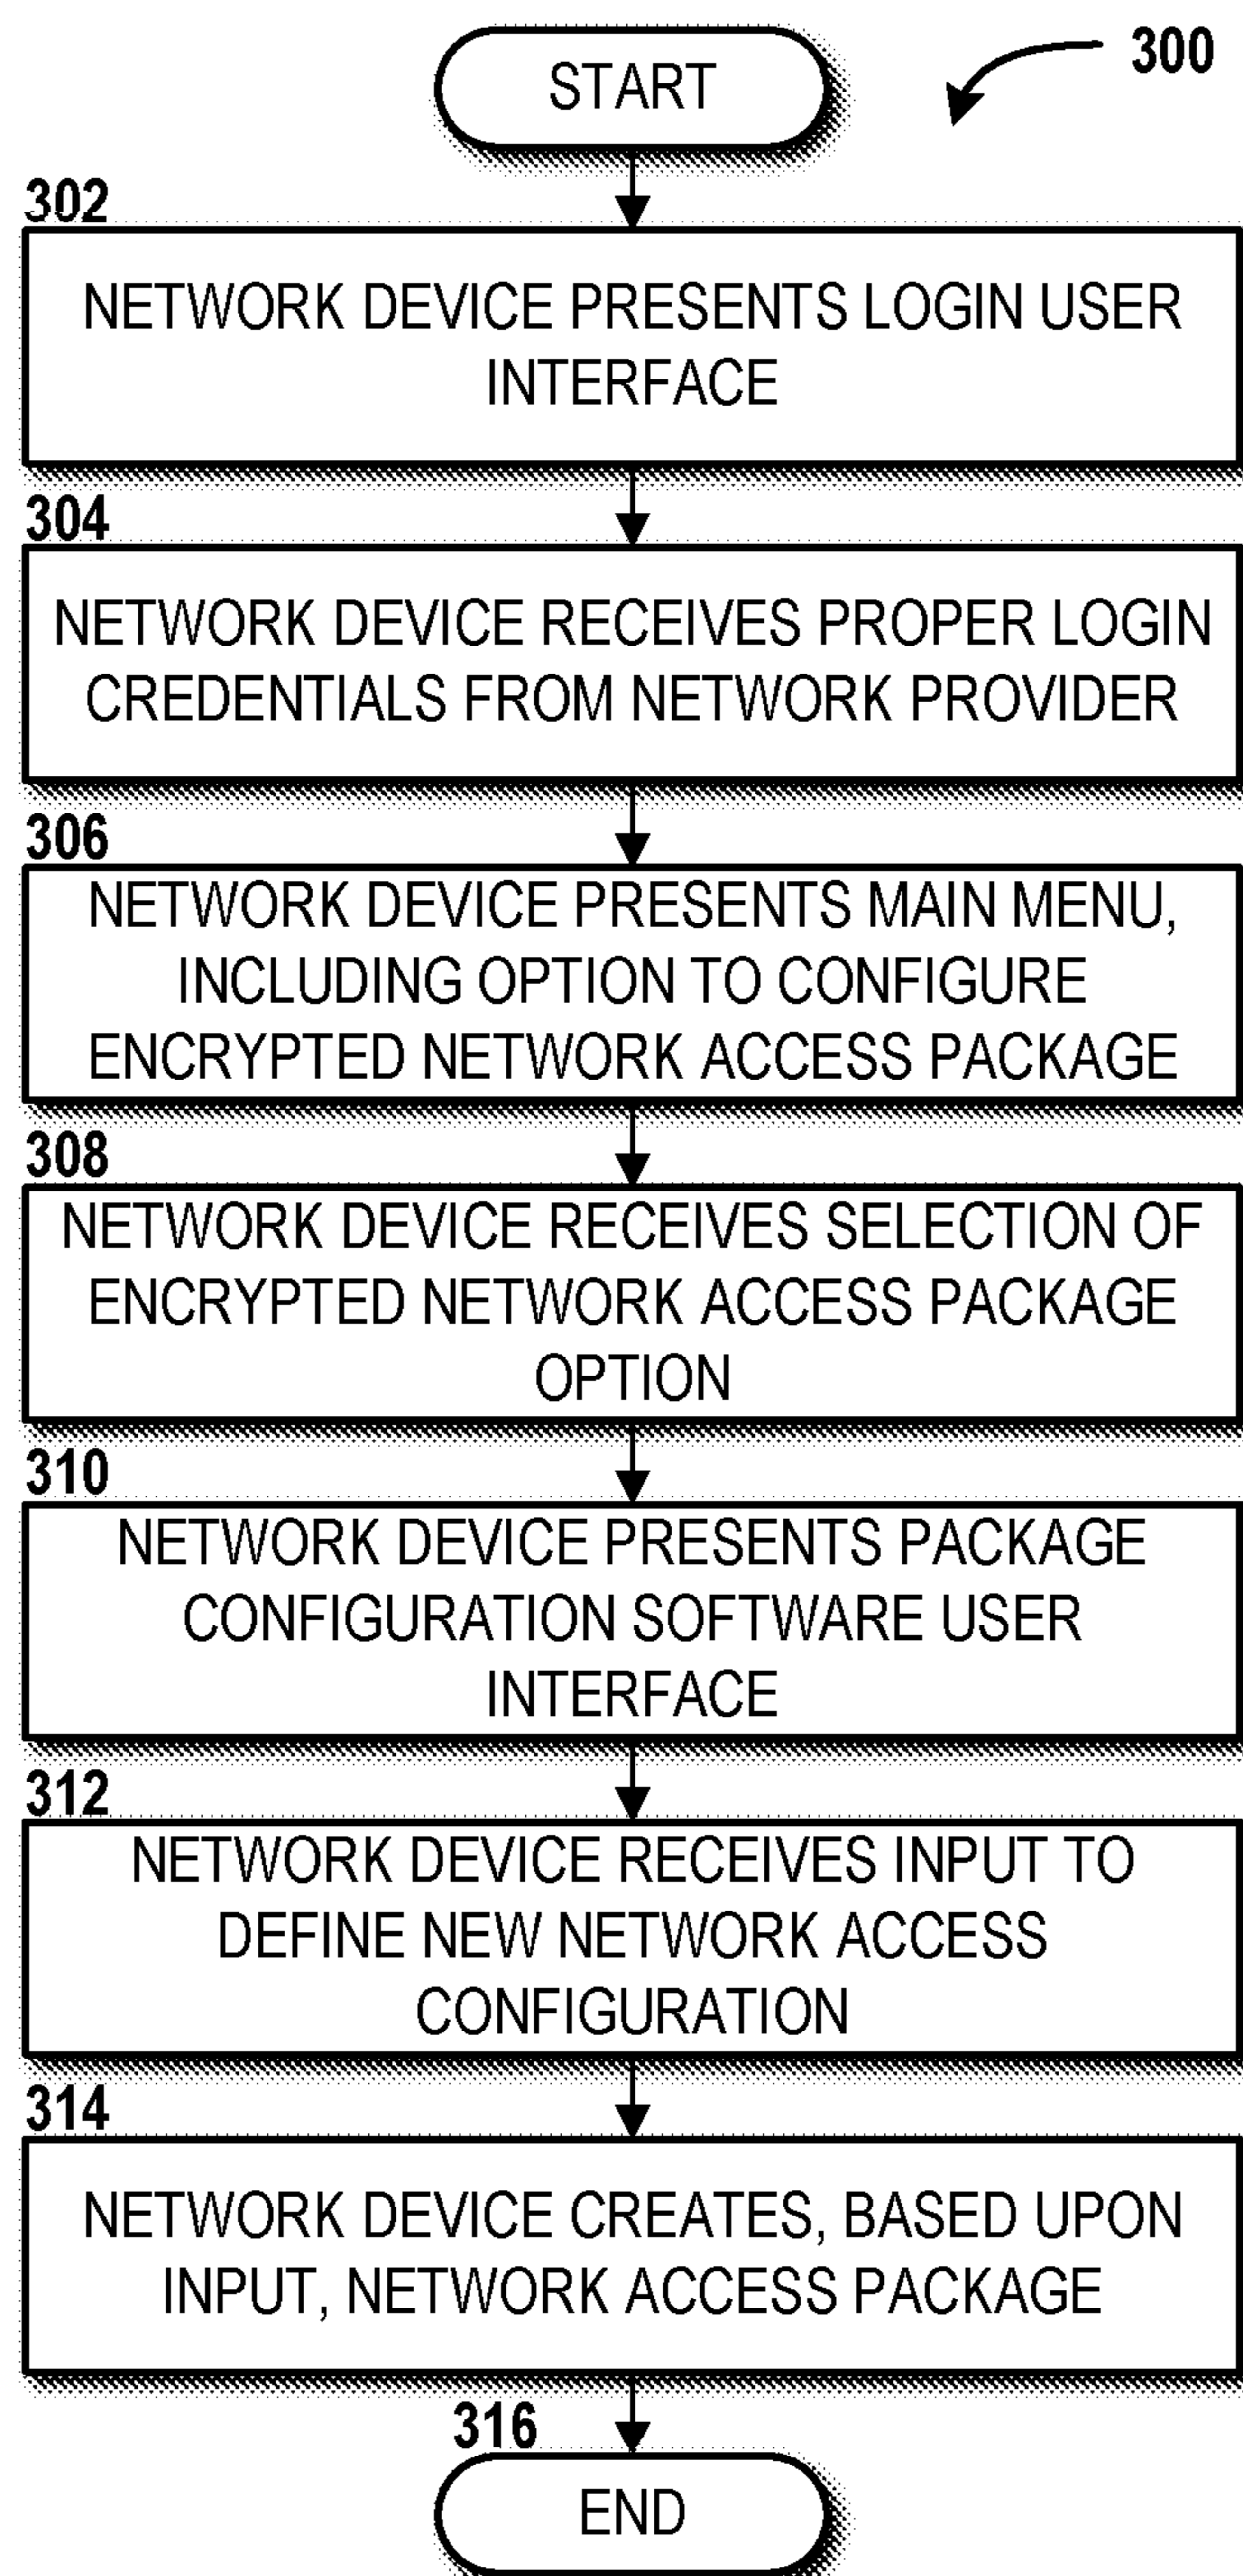 START
300
302
NETWORK DEVICE PRESENTS LOGIN USER
INTERFACE
304
NETWORK DEVICE RECEIVES PROPER LOGIN
CREDENTIALS FROM NETWORK PROVIDER
306
NETWORK DEVICE PRESENTS MAIN MENU,
INCLUDING OPTION TO CONFIGURE
ENCRYPTED NETWORK ACCESS PACKAGE
308
NETWORK DEVICE RECEIVES SELECTION OF
ENCRYPTED NETWORK ACCESS PACKAGE
OPTION
310
NETWORK DEVICE PRESENTS PACKAGE
CONFIGURATION SOFTWARE USER
INTERFACE
312
NETWORK DEVICE RECEIVES INPUT TO
DEFINE NEW NETWORK ACCESS
CONFIGURATION
314
NETWORK DEVICE CREATES, BASED UPON
INPUT, NETWORK ACCESS PACKAGE
316
END